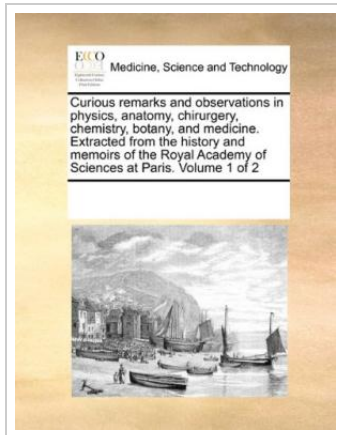 ECCO
Medicine, Science and Technology
Curious remarks and observations in
physics, anatomy, chirurgery,
chemistry, botany, and medicine.
Extracted from the history and
memoirs of the Royal Academy of
Sciences at Paris. Volume 1 of 2